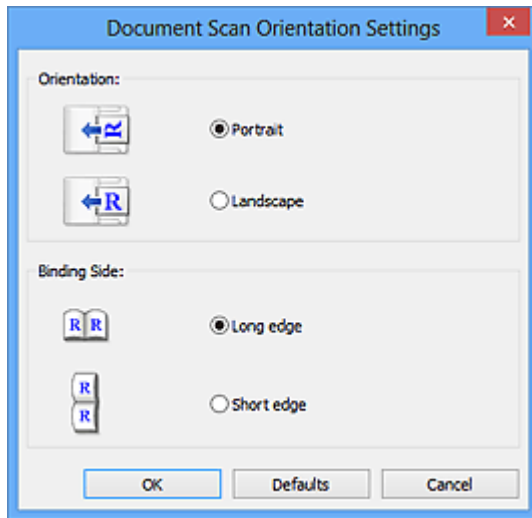 Document Scan Orientation Settings
Orientation:
R
Portrait
R
Landscape
Binding Side:
R R
Long edge
R
R
Short edge
OK Defaults Cancel